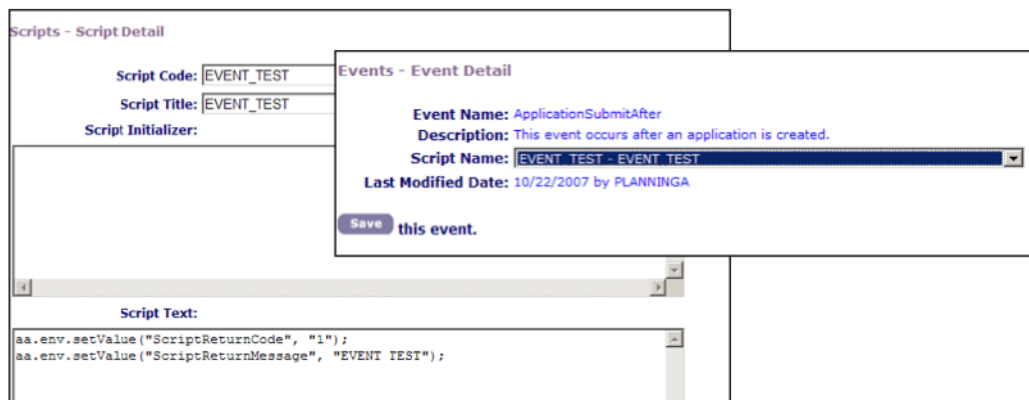 Scripts - Script Detail
Script Code: EVENT_TEST
Script Title: EVENT_TEST
Script Initializer:
Events - Event Detail
Event Name: ApplicationSubmitAfter
Description: This event occurs after an application is created.
Script Name: EVENT_TEST - EVENT_TEST
Last Modified Date: 10/22/2007 by PLANNINGA
Save this event.
Script Text:
aa.env.setValue("ScriptReturnCode", "1");
aa.env.setValue("ScriptReturnMessage", "EVENT TEST");